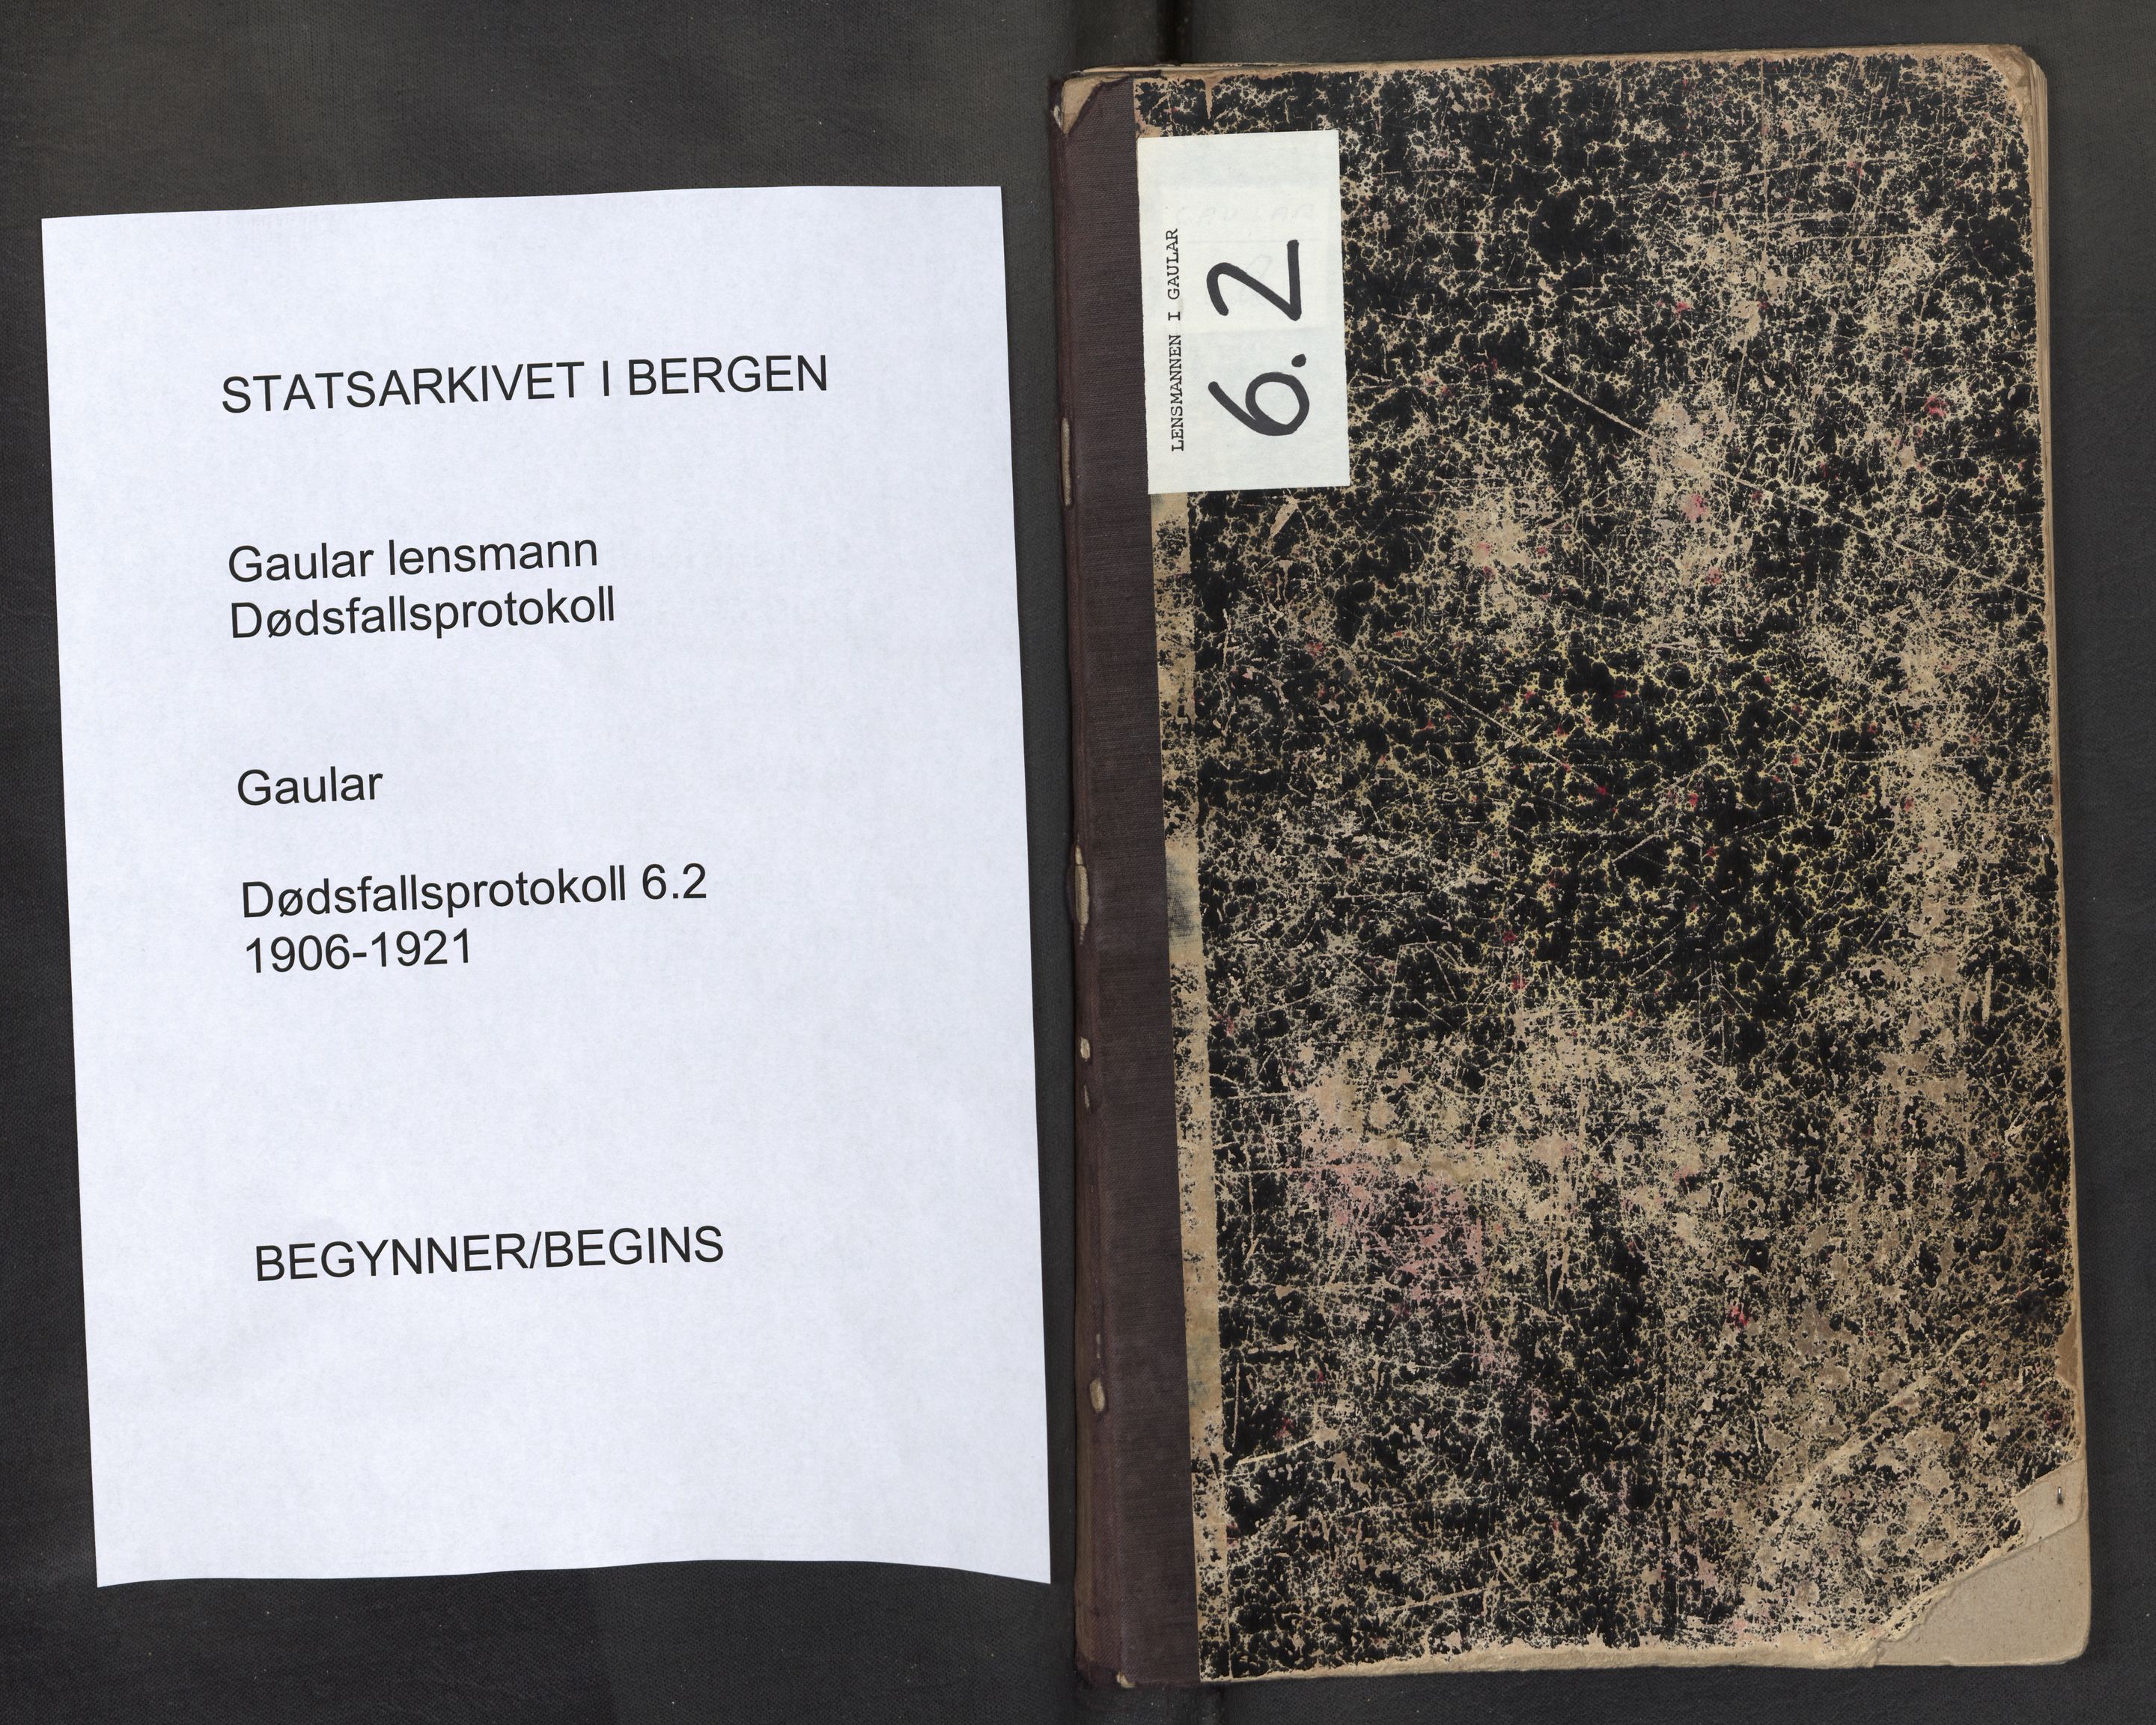 STATSARKIVET I BERGEN
Gaular lensmann
Dødsfallsprotokoll
Gaular
Dødsfallsprotokoll 6.2
1906-1921
BEGYNNER/BEGINS
LENSMANNEN I GAULAR
6.2